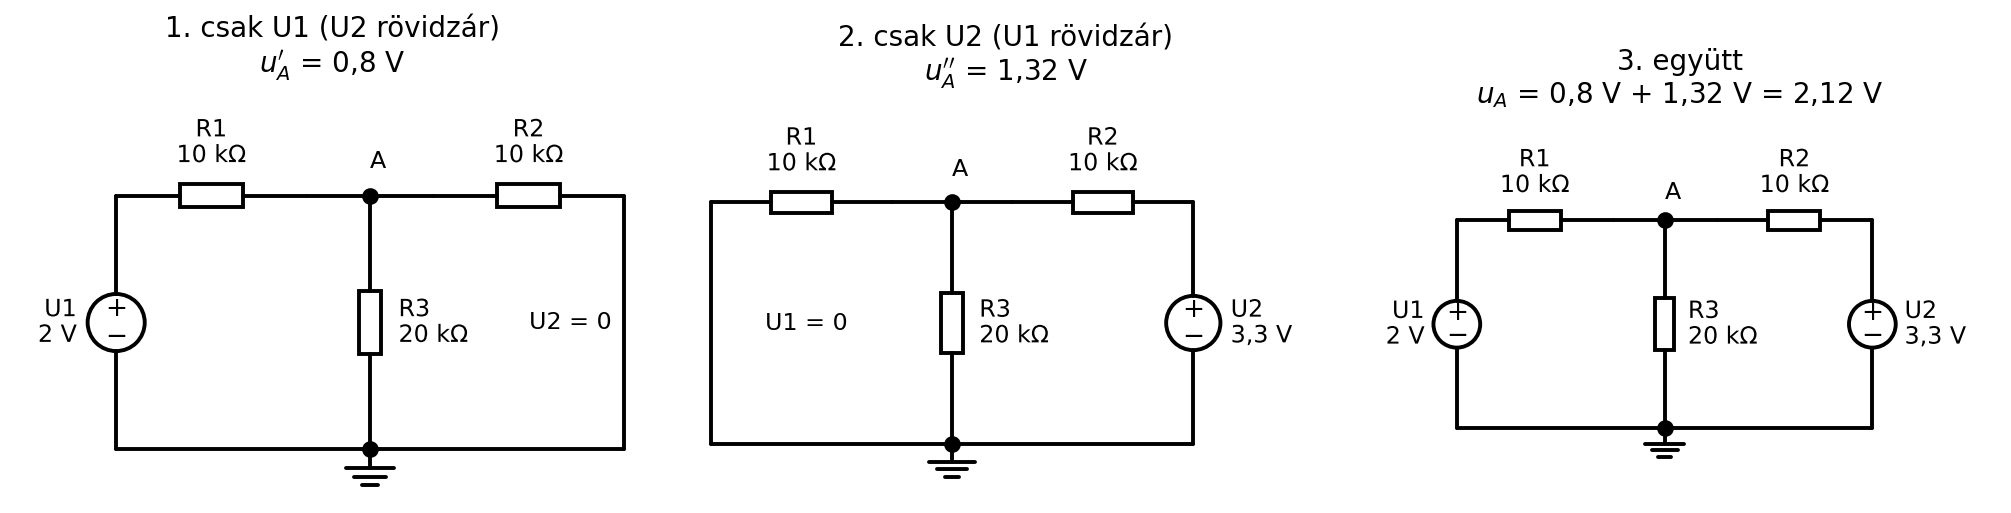 1. csak U1 (U2 rövidzár)
u′A = 0,8 V
R1
10 kΩ
A
R2
10 kΩ
U1
2 V
+
−
R3
20 kΩ
U2 = 0
2. csak U2 (U1 rövidzár)
u″A = 1,32 V
R1
10 kΩ
A
R2
10 kΩ
U1 = 0
R3
20 kΩ
+
−
U2
3,3 V
3. együtt
uA = 0,8 V + 1,32 V = 2,12 V
R1
10 kΩ
A
R2
10 kΩ
U1
2 V
+
−
R3
20 kΩ
+
−
U2
3,3 V